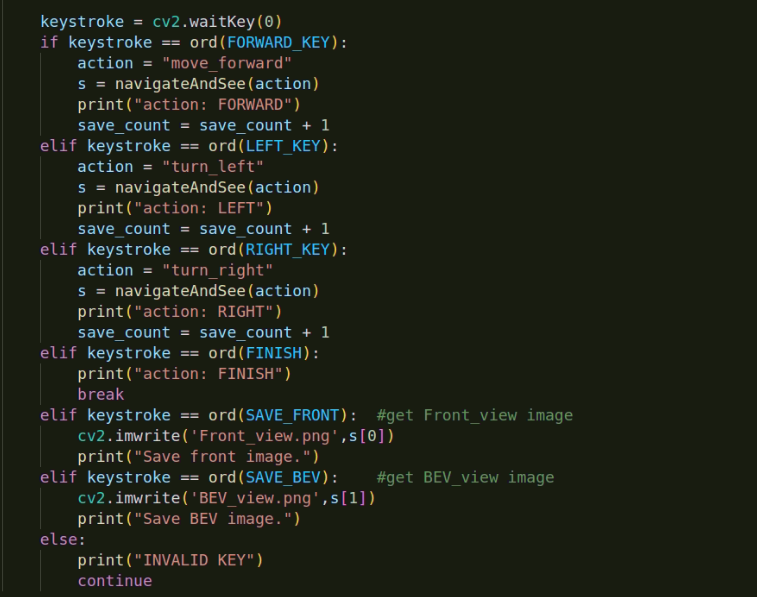 keystroke = cv2.waitKey(0)
if keystroke == ord(FORWARD_KEY):
    action = "move_forward"
    s = navigateAndSee(action)
    print("action: FORWARD")
    save_count = save_count + 1
elif keystroke == ord(LEFT_KEY):
    action = "turn_left"
    s = navigateAndSee(action)
    print("action: LEFT")
    save_count = save_count + 1
elif keystroke == ord(RIGHT_KEY):
    action = "turn_right"
    s = navigateAndSee(action)
    print("action: RIGHT")
    save_count = save_count + 1
elif keystroke == ord(FINISH):
    print("action: FINISH")
    break
elif keystroke == ord(SAVE_FRONT):  #get Front_view image
    cv2.imwrite('Front_view.png',s[0])
    print("Save front image.")
elif keystroke == ord(SAVE_BEV):    #get BEV_view image
    cv2.imwrite('BEV_view.png',s[1])
    print("Save BEV image.")
else:
    print("INVALID KEY")
    continue